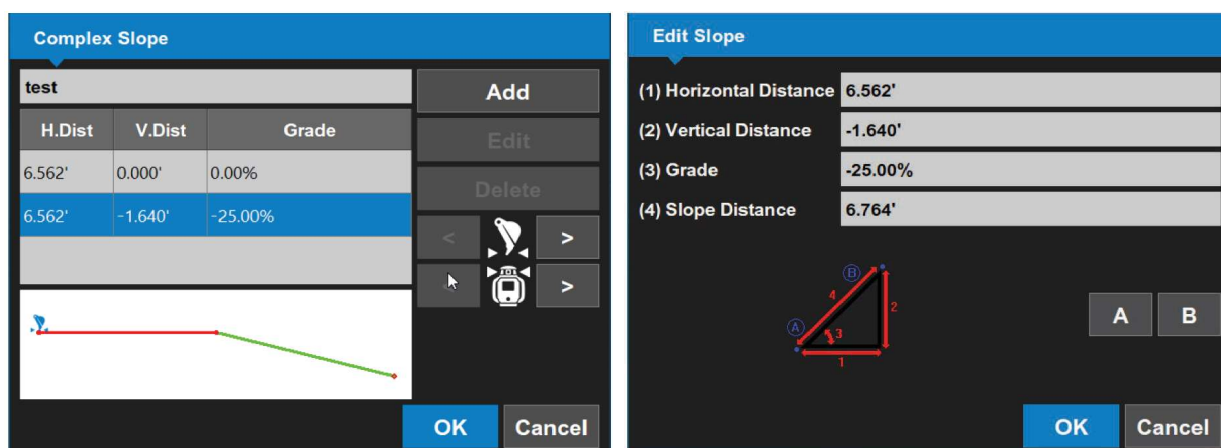 Complex Slope
test
Add
H.Dist V.Dist Grade
Edit
6.562' 0.000' 0.00%
Delete
6.562' -1.640' -25.00%
< >
< >
OK Cancel
Edit Slope
(1) Horizontal Distance 6.562'
(2) Vertical Distance -1.640'
(3) Grade -25.00%
(4) Slope Distance 6.764'
B
4
2
A
3
1
A B
OK Cancel